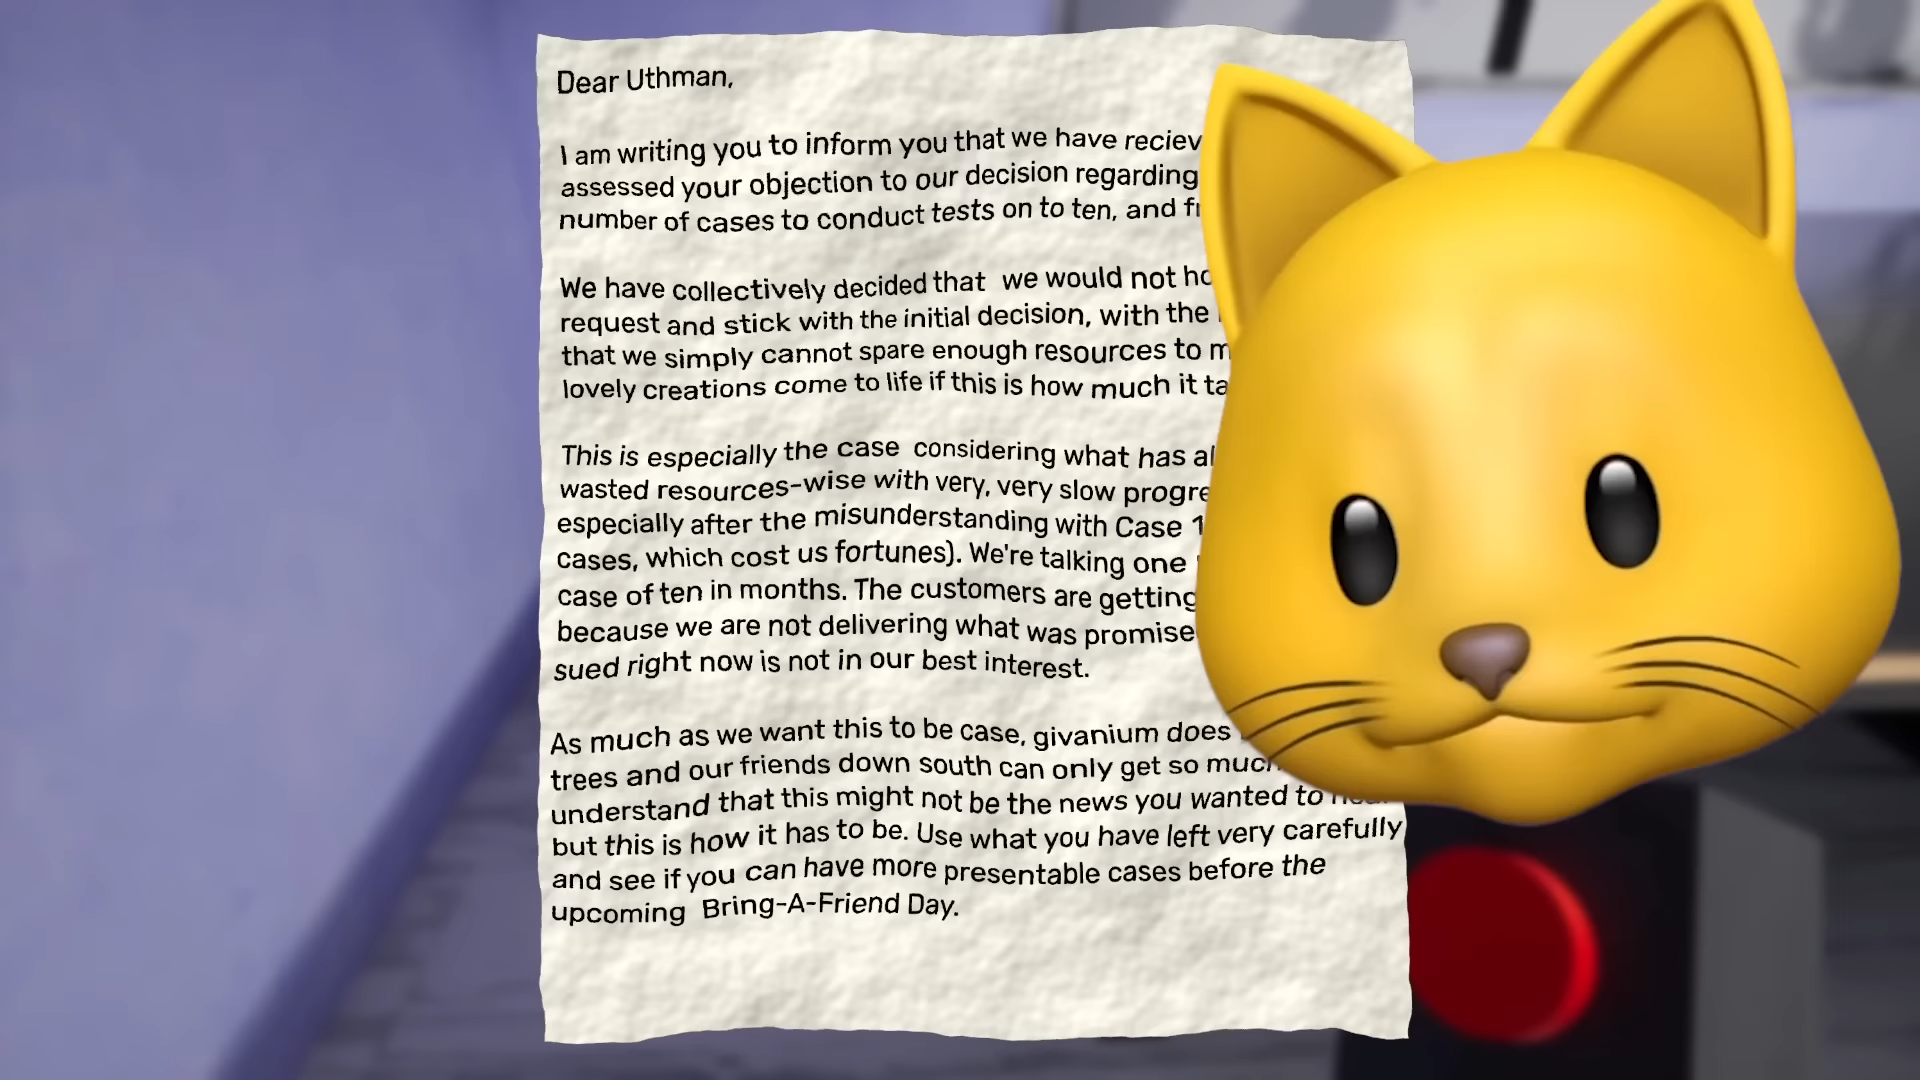 Dear Uthman,
I am writing you to inform you that we have
assessed your objection to our decision regarding
number of cases to conduct tests on to ten, and
We have collectively decided that we would not
request and stick with the initial decision, with the
that we simply cannot spare enough resources to
lovely creations come to life if this is how much it
This is especially the case considering what has
wasted resources-wise with very, very slow
especially after the misunderstanding with Case
cases, which cost us fortunes). We're talking one
case of ten in months. The customers are getting
because we are not delivering what was
sued right now is not in our best interest.
As much as we want this to be case, givanium does
trees and our friends down south can only get so much
understand that this might not be the news you wanted to
but this is how it has to be. Use what you have left very carefully
and see if you can have more presentable cases before the
upcoming Bring-A-Friend Day.